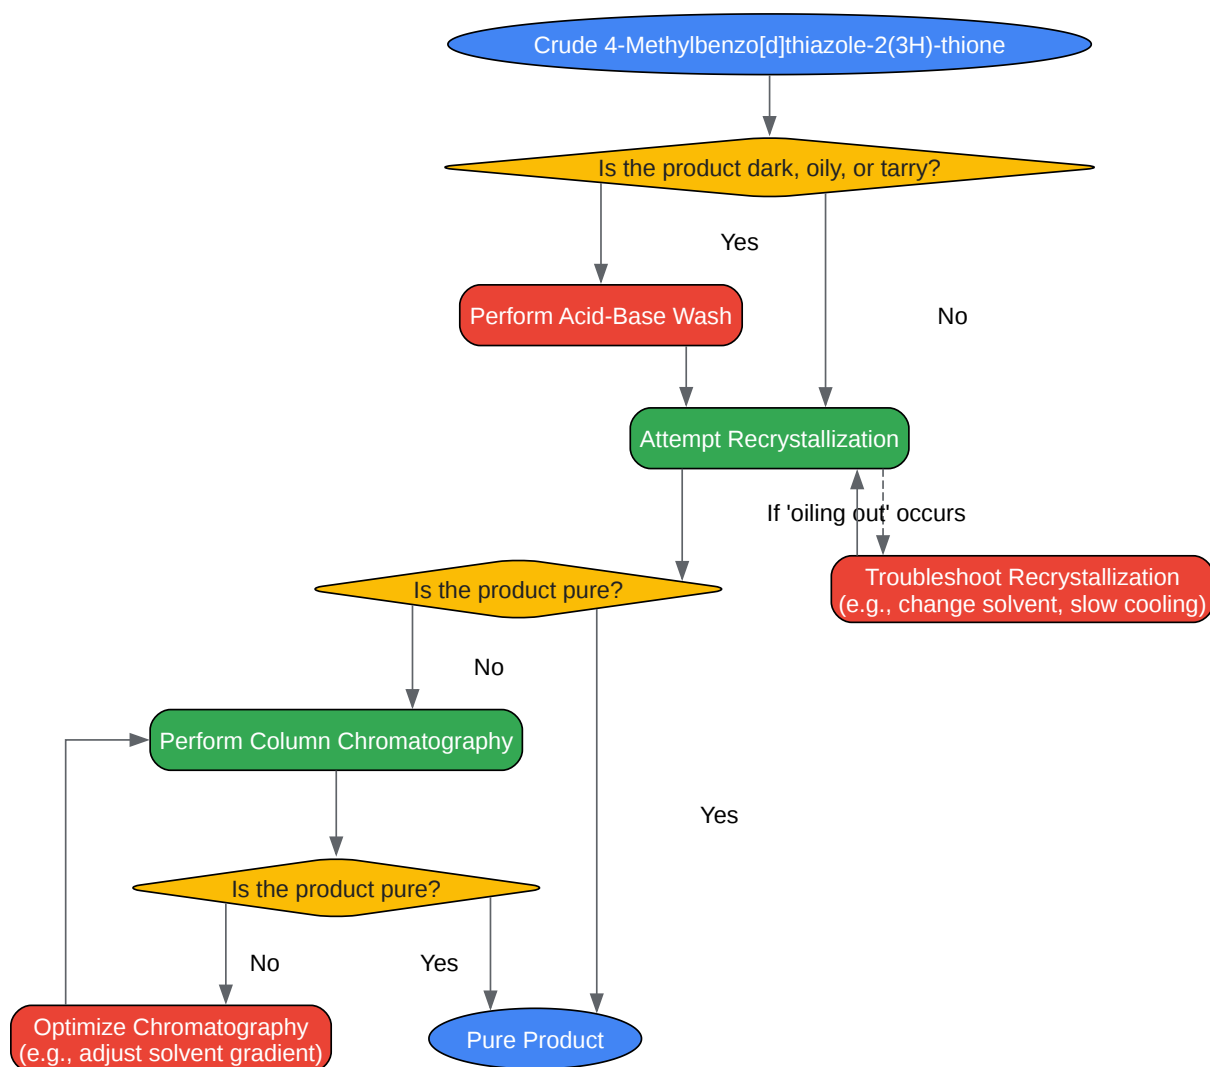 Crude 4-Methylbenzo[d]thiazole-2(3H)-thione
Is the product dark, oily, or tarry?
Yes
Perform Acid-Base Wash
No
Attempt Recrystallization
If 'oiling out' occurs
Troubleshoot Recrystallization
(e.g., change solvent, slow cooling)
Is the product pure?
No
Perform Column Chromatography
Yes
Is the product pure?
No
Yes
Optimize Chromatography
(e.g., adjust solvent gradient)
Pure Product